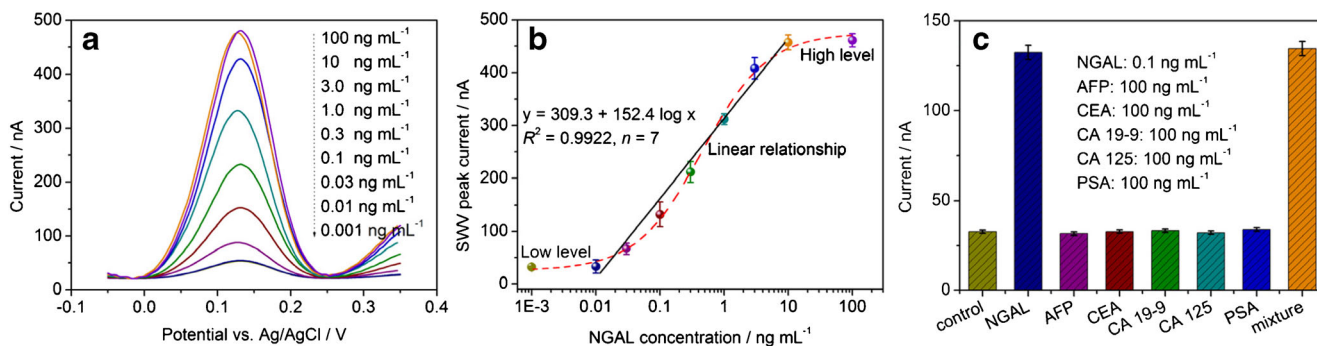 a
500
400
300
200
100
0
Current / nA
-0.1
0.0
0.1
0.2
0.3
0.4
Potential vs. Ag/AgCl / V
100 ng mL⁻¹
10 ng mL⁻¹
3.0 ng mL⁻¹
1.0 ng mL⁻¹
0.3 ng mL⁻¹
0.1 ng mL⁻¹
0.03 ng mL⁻¹
0.01 ng mL⁻¹
0.001 ng mL⁻¹
b
500
400
300
200
100
0
SWV peak current / nA
1E-3
0.01
0.1
1
10
100
NGAL concentration / ng mL⁻¹
High level
y = 309.3 + 152.4 log x
R² = 0.9922, n = 7
Linear relationship
Low level
c
150
100
50
0
Current / nA
NGAL: 0.1 ng mL⁻¹
AFP: 100 ng mL⁻¹
CEA: 100 ng mL⁻¹
CA 19-9: 100 ng mL⁻¹
CA 125: 100 ng mL⁻¹
PSA: 100 ng mL⁻¹
control
NGAL
AFP
CEA
CA 19-9
CA 125
PSA
mixture